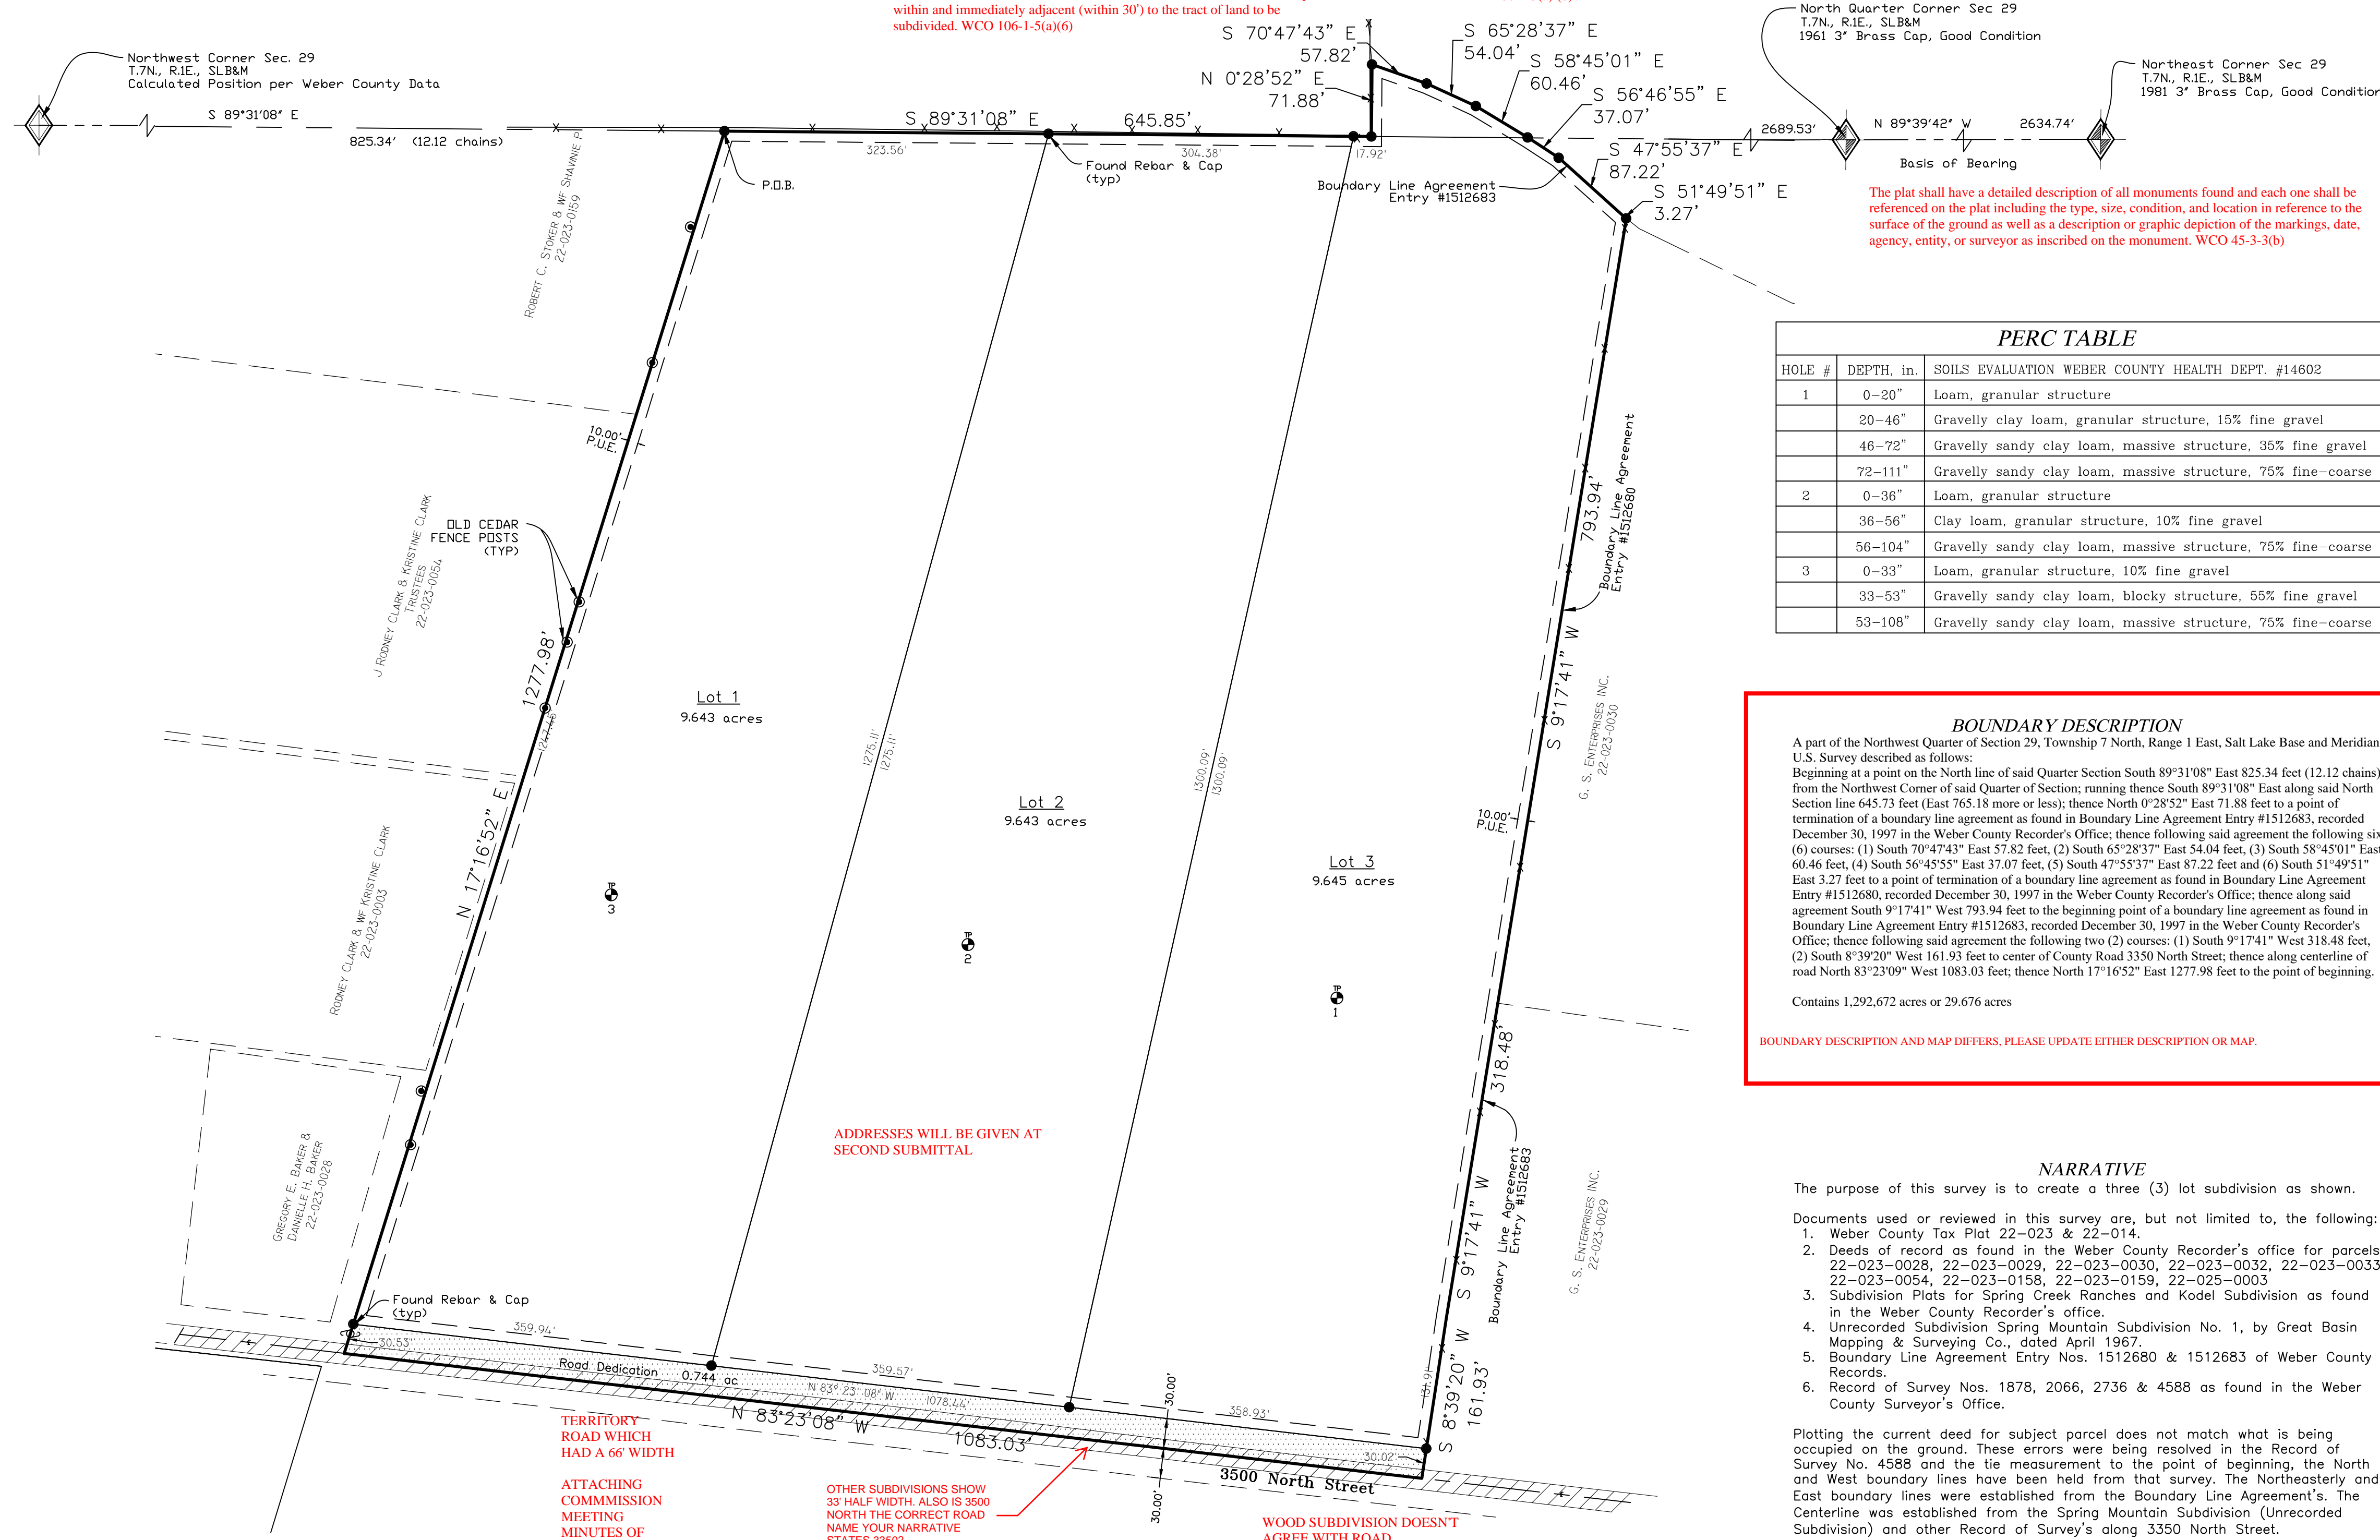 within and immediately adjacent (within 30') to the tract of land to be
subdivided. WCO 106-1-5(a)(6)
Northwest Corner Sec. 29
T.7N., R.1E., SLB&M
Calculated Position per Weber County Data
S 89°31'08" E
825.34' (12.12 chains)
S 89°31'08" E 645.85'
323.56'
304.38'
17.92'
P.O.B.
Found Rebar & Cap
(typ)
N 0°28'52" E
71.88'
S 70°47'43" E
57.82'
S 65°28'37" E
54.04'
S 58°45'01" E
60.46'
S 56°46'55" E
37.07'
S 47°55'37" E
87.22'
S 51°49'51" E
3.27'
Boundary Line Agreement
Entry #1512683
North Quarter Corner Sec 29
T.7N., R.1E., SLB&M
1961 3" Brass Cap, Good Condition
Northeast Corner Sec 29
T.7N., R.1E., SLB&M
1981 3" Brass Cap, Good Condition
2689.53'
N 89°39'42" W 2634.74'
Basis of Bearing
The plat shall have a detailed description of all monuments found and each one shall be
referenced on the plat including the type, size, condition, and location in reference to the
surface of the ground as well as a description or graphic depiction of the markings, date,
agency, entity, or surveyor as inscribed on the monument. WCO 45-3-3(b)
PERC TABLE
HOLE # DEPTH, in. SOILS EVALUATION WEBER COUNTY HEALTH DEPT. #14602
1 0-20" Loam, granular structure
20-46" Gravelly clay loam, granular structure, 15% fine gravel
46-72" Gravelly sandy clay loam, massive structure, 35% fine gravel
72-111" Gravelly sandy clay loam, massive structure, 75% fine-coarse
2 0-36" Loam, granular structure
36-56" Clay loam, granular structure, 10% fine gravel
56-104" Gravelly sandy clay loam, massive structure, 75% fine-coarse
3 0-33" Loam, granular structure, 10% fine gravel
33-53" Gravelly sandy clay loam, blocky structure, 55% fine gravel
53-108" Gravelly sandy clay loam, massive structure, 75% fine-coarse
ROBERT C. STOKER & WF SHAWNIE P
22-023-0159
10.00'
P.U.E.
OLD CEDAR
FENCE POSTS
(TYP)
J RODNEY CLARK & KRISTINE CLARK
TRUSTEES
22-023-0054
1277.98'
1247.45'
N 17°16'52" E
RODNEY CLARK & WF KRISTINE CLARK
22-023-0003
GREGORY E. BAKER &
DANIELLE H. BAKER
22-023-0028
Lot 1
9.643 acres
1275.11'
1275.11'
Lot 2
9.643 acres
1300.09'
1300.09'
Lot 3
9.645 acres
TP
3
TP
2
TP
1
10.00'
P.U.E.
793.94'
Boundary Line Agreement
Entry #1512680
S 9°17'41" W
G. S. ENTERPRISES INC.
22-023-0030
318.48'
S 9°17'41" W
Boundary Line Agreement
Entry #1512683
G. S. ENTERPRISES INC.
22-023-0029
S 8°39'20" W
161.93'
131.91'
ADDRESSES WILL BE GIVEN AT
SECOND SUBMITTAL
Found Rebar & Cap
(typ)
30.53'
359.94'
359.57'
358.93'
Road Dedication 0.744 ac
N 83°23'08" W
1078.44'
N 83°23'08" W
1083.03'
30.00'
30.00'
30.02'
3500 North Street
TERRITORY
ROAD WHICH
HAD A 66' WIDTH
ATTACHING
COMMMISSION
MEETING
MINUTES OF
OTHER SUBDIVISIONS SHOW
33' HALF WIDTH. ALSO IS 3500
NORTH THE CORRECT ROAD
NAME YOUR NARRATIVE
WOOD SUBDIVISION DOESN'T
AGREE WITH ROAD
BOUNDARY DESCRIPTION
A part of the Northwest Quarter of Section 29, Township 7 North, Range 1 East, Salt Lake Base and Meridian
U.S. Survey described as follows:
Beginning at a point on the North line of said Quarter Section South 89°31'08" East 825.34 feet (12.12 chains)
from the Northwest Corner of said Quarter of Section; running thence South 89°31'08" East along said North
Section line 645.73 feet (East 765.18 more or less); thence North 0°28'52" East 71.88 feet to a point of
termination of a boundary line agreement as found in Boundary Line Agreement Entry #1512683, recorded
December 30, 1997 in the Weber County Recorder's Office; thence following said agreement the following six
(6) courses: (1) South 70°47'43" East 57.82 feet, (2) South 65°28'37" East 54.04 feet, (3) South 58°45'01" East
60.46 feet, (4) South 56°45'55" East 37.07 feet, (5) South 47°55'37" East 87.22 feet and (6) South 51°49'51"
East 3.27 feet to a point of termination of a boundary line agreement as found in Boundary Line Agreement
Entry #1512680, recorded December 30, 1997 in the Weber County Recorder's Office; thence along said
agreement South 9°17'41" West 793.94 feet to the beginning point of a boundary line agreement as found in
Boundary Line Agreement Entry #1512683, recorded December 30, 1997 in the Weber County Recorder's
Office; thence following said agreement the following two (2) courses: (1) South 9°17'41" West 318.48 feet,
(2) South 8°39'20" West 161.93 feet to center of County Road 3350 North Street; thence along centerline of
road North 83°23'09" West 1083.03 feet; thence North 17°16'52" East 1277.98 feet to the point of beginning.
Contains 1,292,672 acres or 29.676 acres
BOUNDARY DESCRIPTION AND MAP DIFFERS, PLEASE UPDATE EITHER DESCRIPTION OR MAP.
NARRATIVE
The purpose of this survey is to create a three (3) lot subdivision as shown.
Documents used or reviewed in this survey are, but not limited to, the following:
1. Weber County Tax Plat 22-023 & 22-014.
2. Deeds of record as found in the Weber County Recorder's office for parcels
22-023-0028, 22-023-0029, 22-023-0030, 22-023-0032, 22-023-0033
22-023-0054, 22-023-0158, 22-023-0159, 22-025-0003
3. Subdivision Plats for Spring Creek Ranches and Kodel Subdivision as found
in the Weber County Recorder's office.
4. Unrecorded Subdivision Spring Mountain Subdivision No. 1, by Great Basin
Mapping & Surveying Co., dated April 1967.
5. Boundary Line Agreement Entry Nos. 1512680 & 1512683 of Weber County
Records.
6. Record of Survey Nos. 1878, 2066, 2736 & 4588 as found in the Weber
County Surveyor's Office.
Plotting the current deed for subject parcel does not match what is being
occupied on the ground. These errors were being resolved in the Record of
Survey No. 4588 and the tie measurement to the point of beginning, the North
and West boundary lines have been held from that survey. The Northeasterly and
East boundary lines were established from the Boundary Line Agreement's. The
Centerline was established from the Spring Mountain Subdivision (Unrecorded
Subdivision) and other Record of Survey's along 3350 North Street.